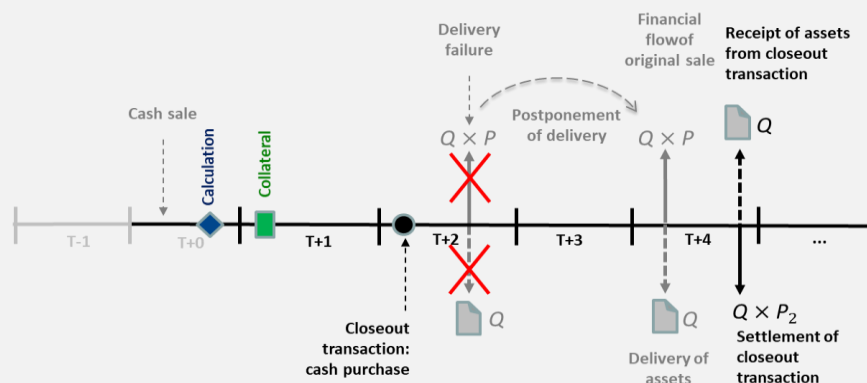 Delivery
failure
Financial
flowof
original sale
Receipt of assets
from closeout
transaction
Cash sale
Calculation
Collateral
Q × P
Postponement
of delivery
Q × P
Q
T-1
T+0
T+1
T+2
T+3
T+4
...
Q
Q
Q × P₂
Closeout
transaction:
cash purchase
Delivery of
assets
Settlement of
closeout
transaction